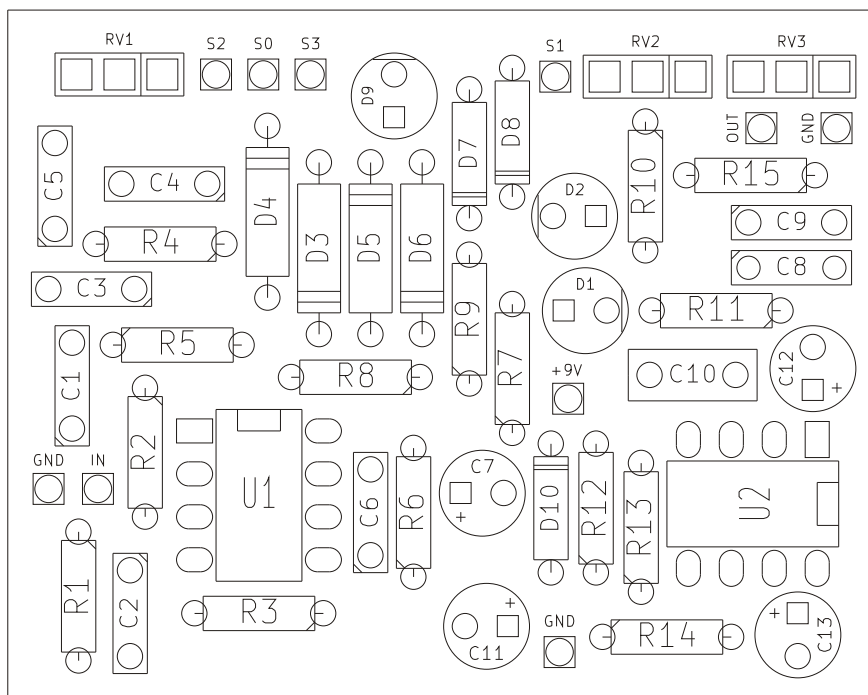 RV1
S2
S0
S3
S1
RV2
RV3
D9
D7
D8
OUT
GND
C5
C4
D4
R10
R15
D2
C9
R4
D3
D5
D6
C8
C3
R9
D1
R11
R5
R7
C12
+
R8
C10
C1
+9V
R2
GND
IN
U1
C6
R6
C7
+
D10
R12
R13
U2
R1
C2
R3
+
C11
GND
R14
+
C13